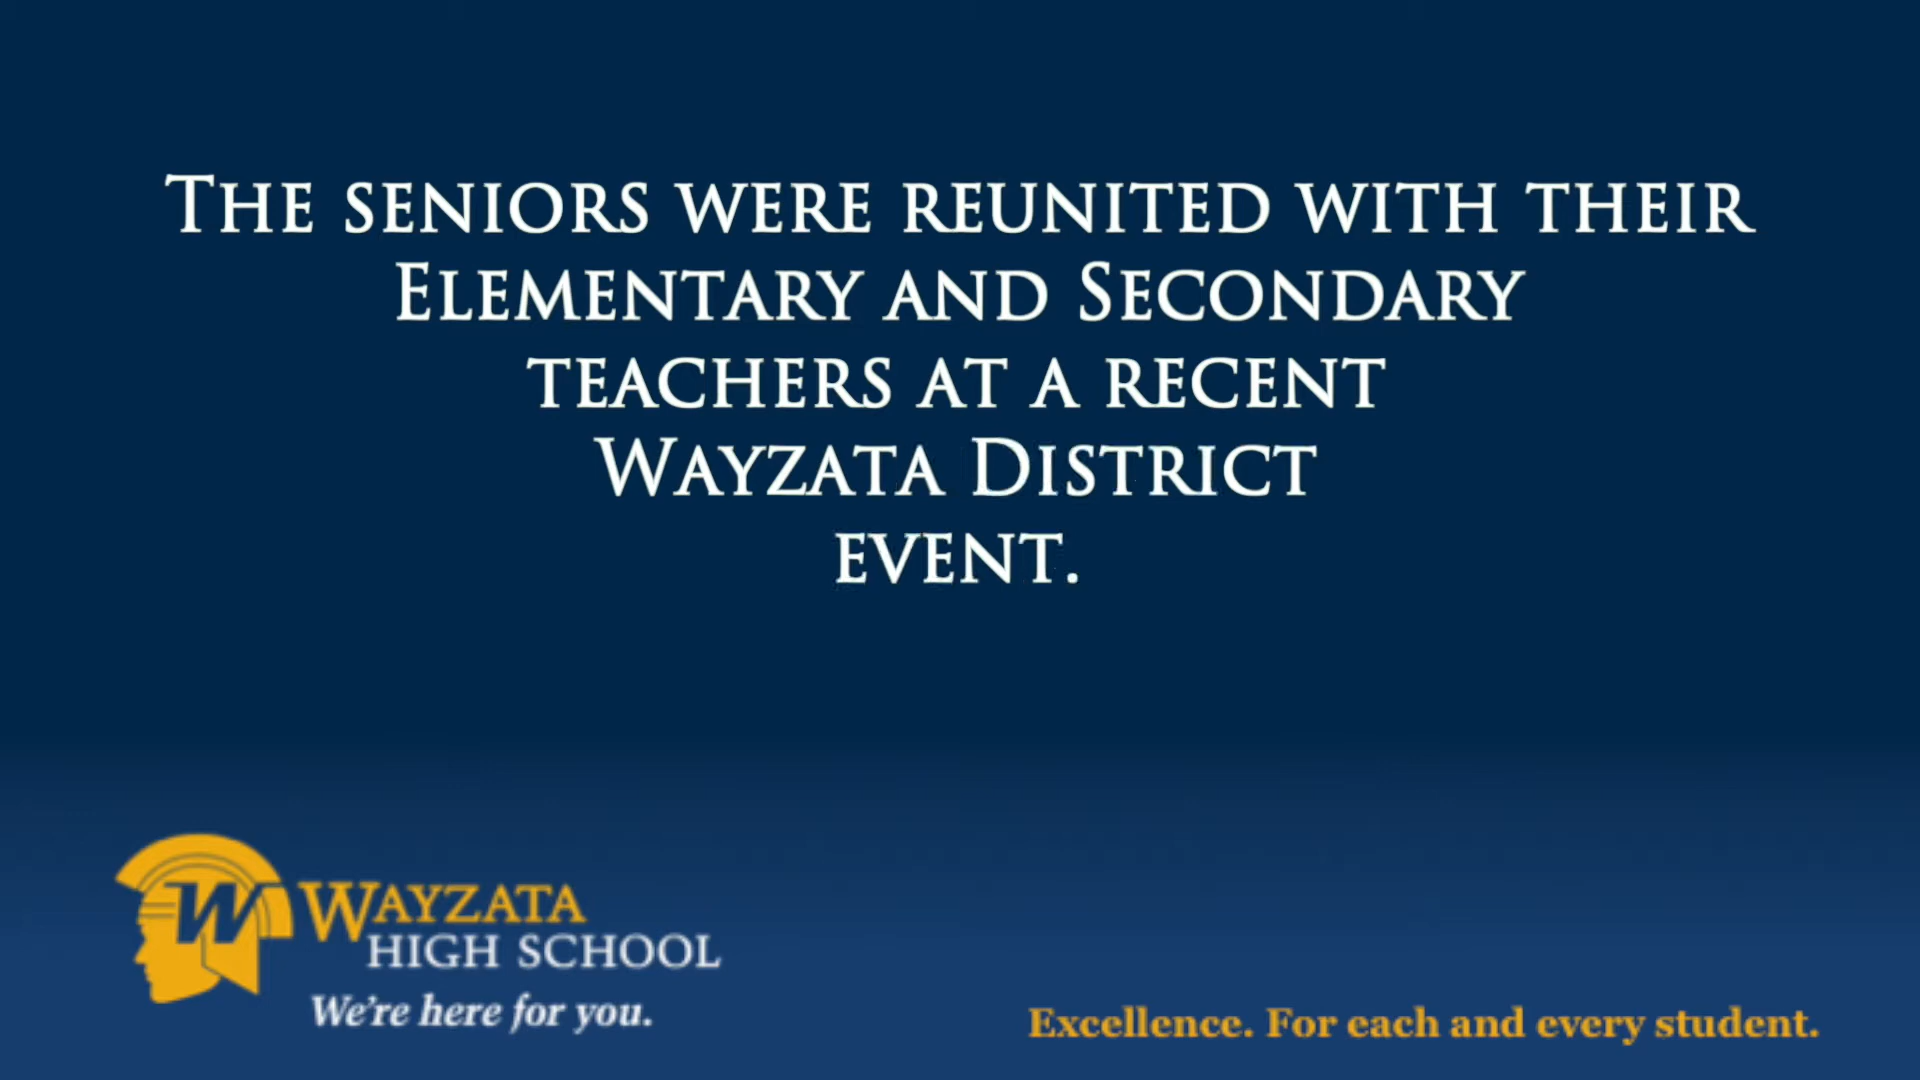 The seniors were reunited with their
Elementary and Secondary
teachers at a recent
Wayzata District
event.
W Wayzata
High School
We're here for you.
Excellence. For each and every student.